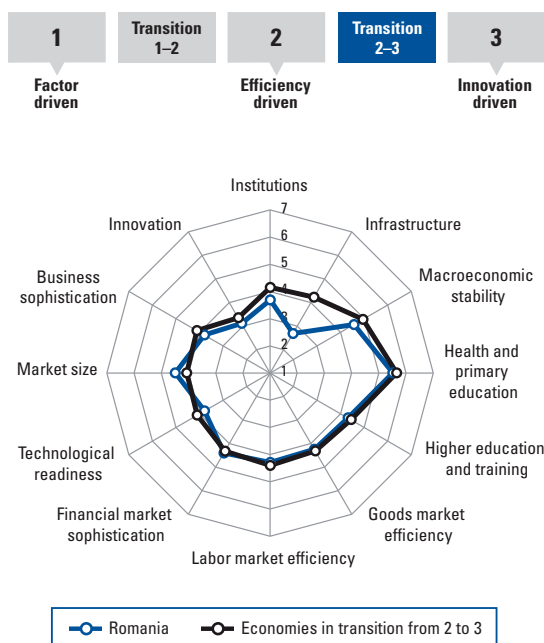 1
Transition
1–2
2
Transition
2–3
3
Factor
driven
Efficiency
driven
Innovation
driven
Institutions
Infrastructure
Macroeconomic
stability
Health and
primary
education
Higher education
and training
Goods market
efficiency
Labor market efficiency
Financial market
sophistication
Technological
readiness
Market size
Business
sophistication
Innovation
7
6
5
4
3
2
1
Romania
Economies in transition from 2 to 3